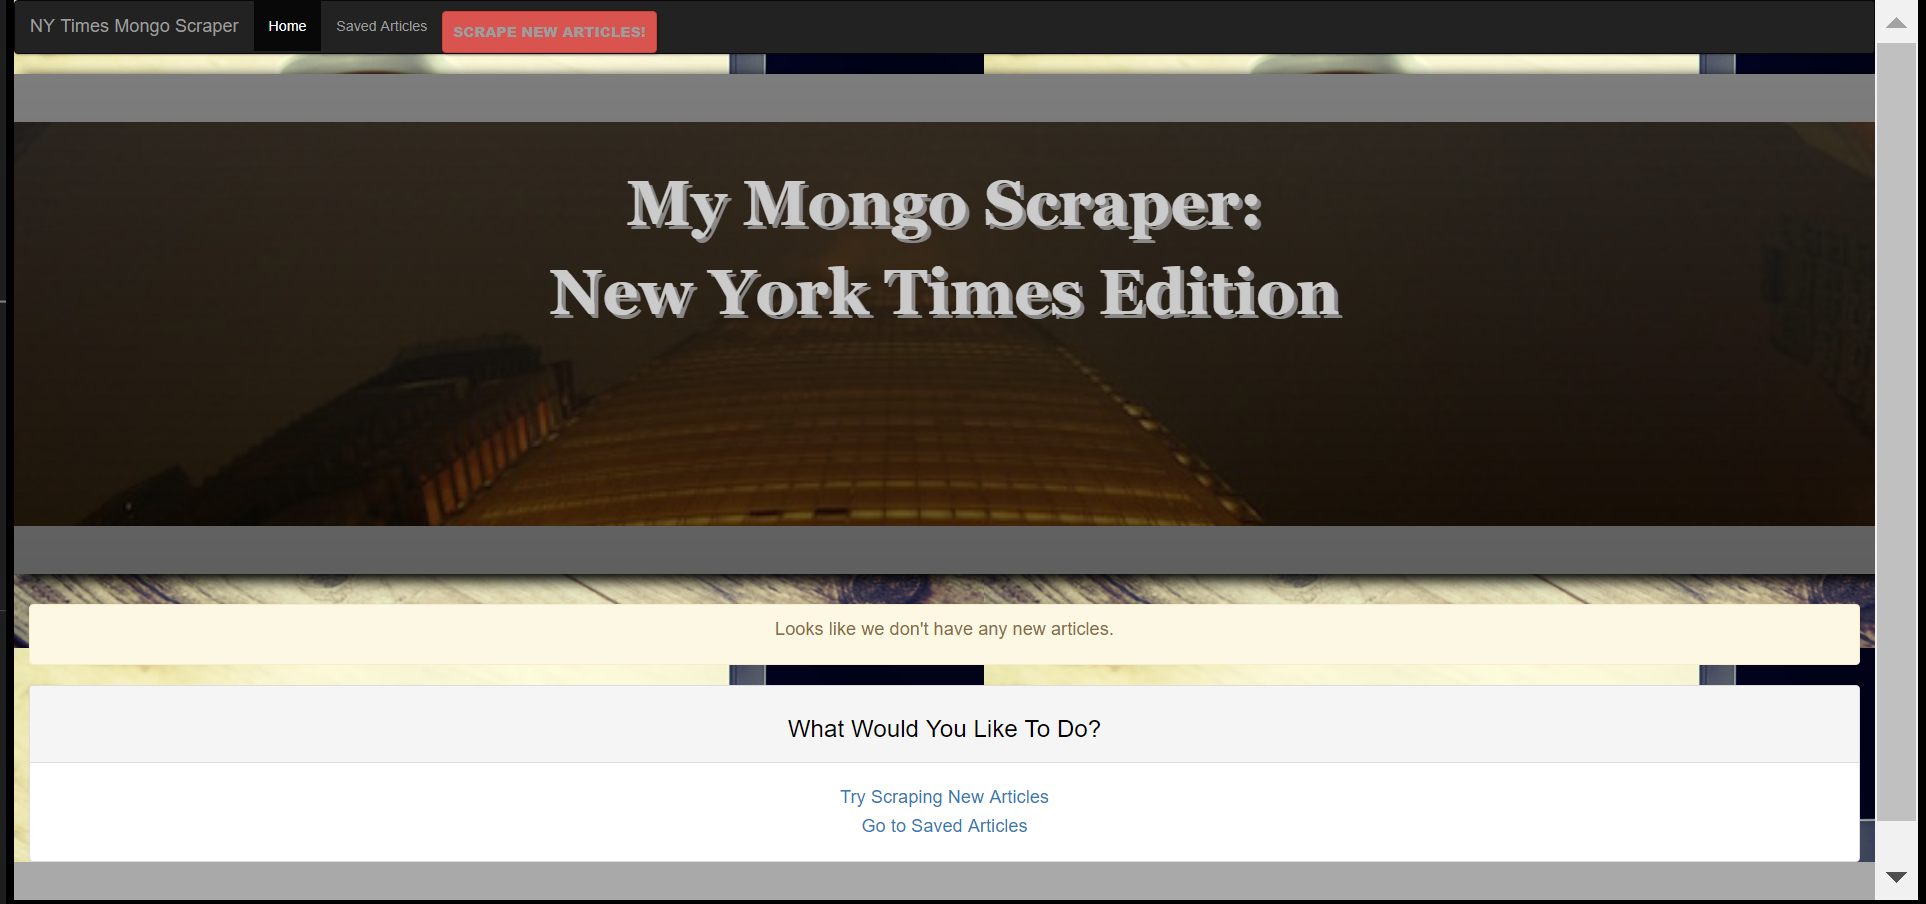 NY Times Mongo Scraper Home Saved Articles SCRAPE NEW ARTICLES!
My Mongo Scraper:
New York Times Edition
Looks like we don't have any new articles.
What Would You Like To Do?
Try Scraping New Articles
Go to Saved Articles